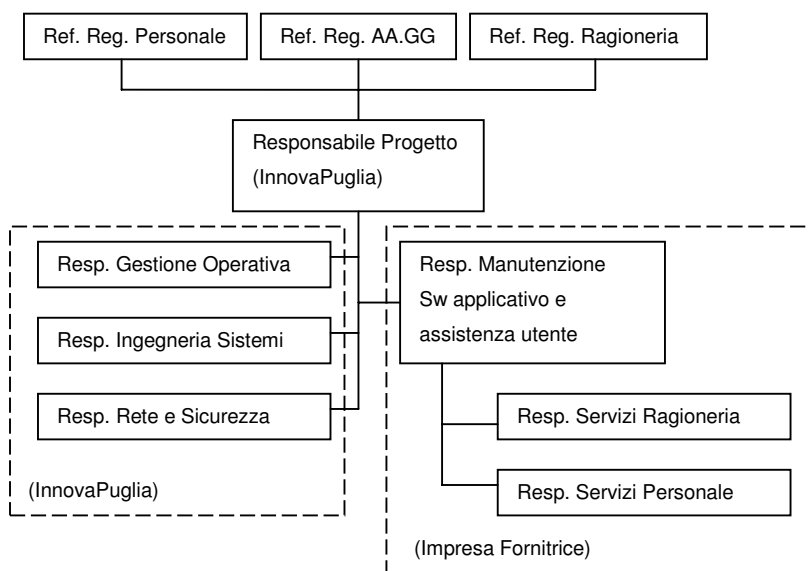 Ref. Reg. Personale
Ref. Reg. AA.GG
Ref. Reg. Ragioneria
Responsabile Progetto
(InnovaPuglia)
Resp. Gestione Operativa
Resp. Ingegneria Sistemi
Resp. Rete e Sicurezza
(InnovaPuglia)
Resp. Manutenzione
Sw applicativo e
assistenza utente
Resp. Servizi Ragioneria
Resp. Servizi Personale
(Impresa Fornitrice)